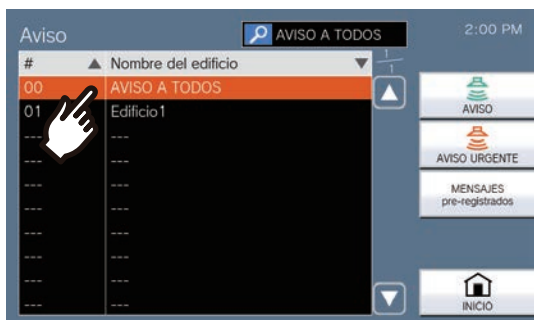 Aviso
AVISO A TODOS
2:00 PM
# ▲ Nombre del edificio ▼
1/1
00 AVISO A TODOS
01 Edificio1
--- ---
--- ---
--- ---
--- ---
--- ---
--- ---
--- ---
AVISO
AVISO URGENTE
MENSAJES
pre-registrados
INICIO